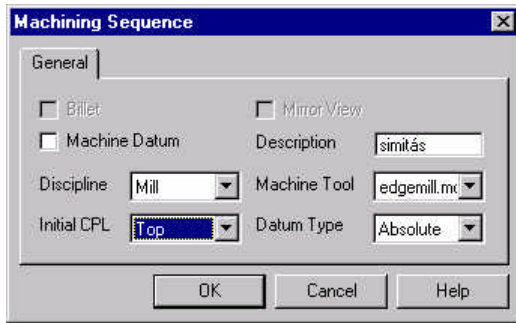 Machining Sequence
General
Billet Mirror View
Machine Datum Description simitás
Discipline Mill Machine Tool edgemill.mc
Initial CPL Top Datum Type Absolute
OK Cancel Help